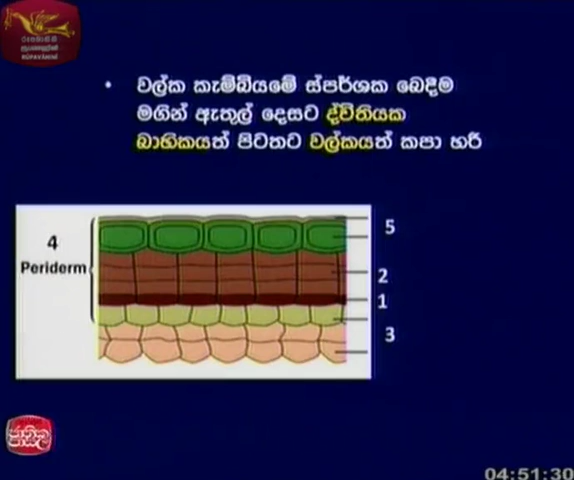 • වල්ක කැම්බියමේ ස්පර්ශක බෙදීම
මගින් ඇතුල් දෙසට ද්විතියක
බාහිකයත් පිටතට වල්කයත් කපා හරී
4
Periderm
5
2
1
3
04:51:30